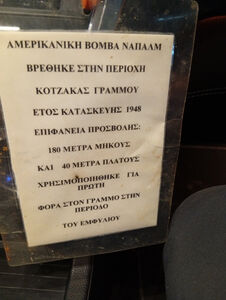 ΑΜΕΡΙΚΑΝΙΚΗ ΒΟΜΒΑ ΝΑΠΑΛΜ
ΒΡΕΘΗΚΕ ΣΤΗΝ ΠΕΡΙΟΧΗ
ΚΟΤΖΑΚΑΣ ΓΡΑΜΜΟΥ
ΕΤΟΣ ΚΑΤΑΣΚΕΥΗΣ 1948
ΕΠΙΦΑΝΕΙΑ ΠΡΟΣΒΟΛΗΣ:
180 ΜΕΤΡΑ ΜΗΚΟΥΣ
ΚΑΙ 40 ΜΕΤΡΑ ΠΛΑΤΟΥΣ
ΧΡΗΣΙΜΟΠΟΙΗΘΗΚΕ ΓΙΑ
ΠΡΩΤΗ
ΦΟΡΑ ΣΤΟΝ ΓΡΑΜΜΟ ΣΤΗΝ
ΠΕΡΙΟΔΟ
ΤΟΥ ΕΜΦΥΛΙΟΥ